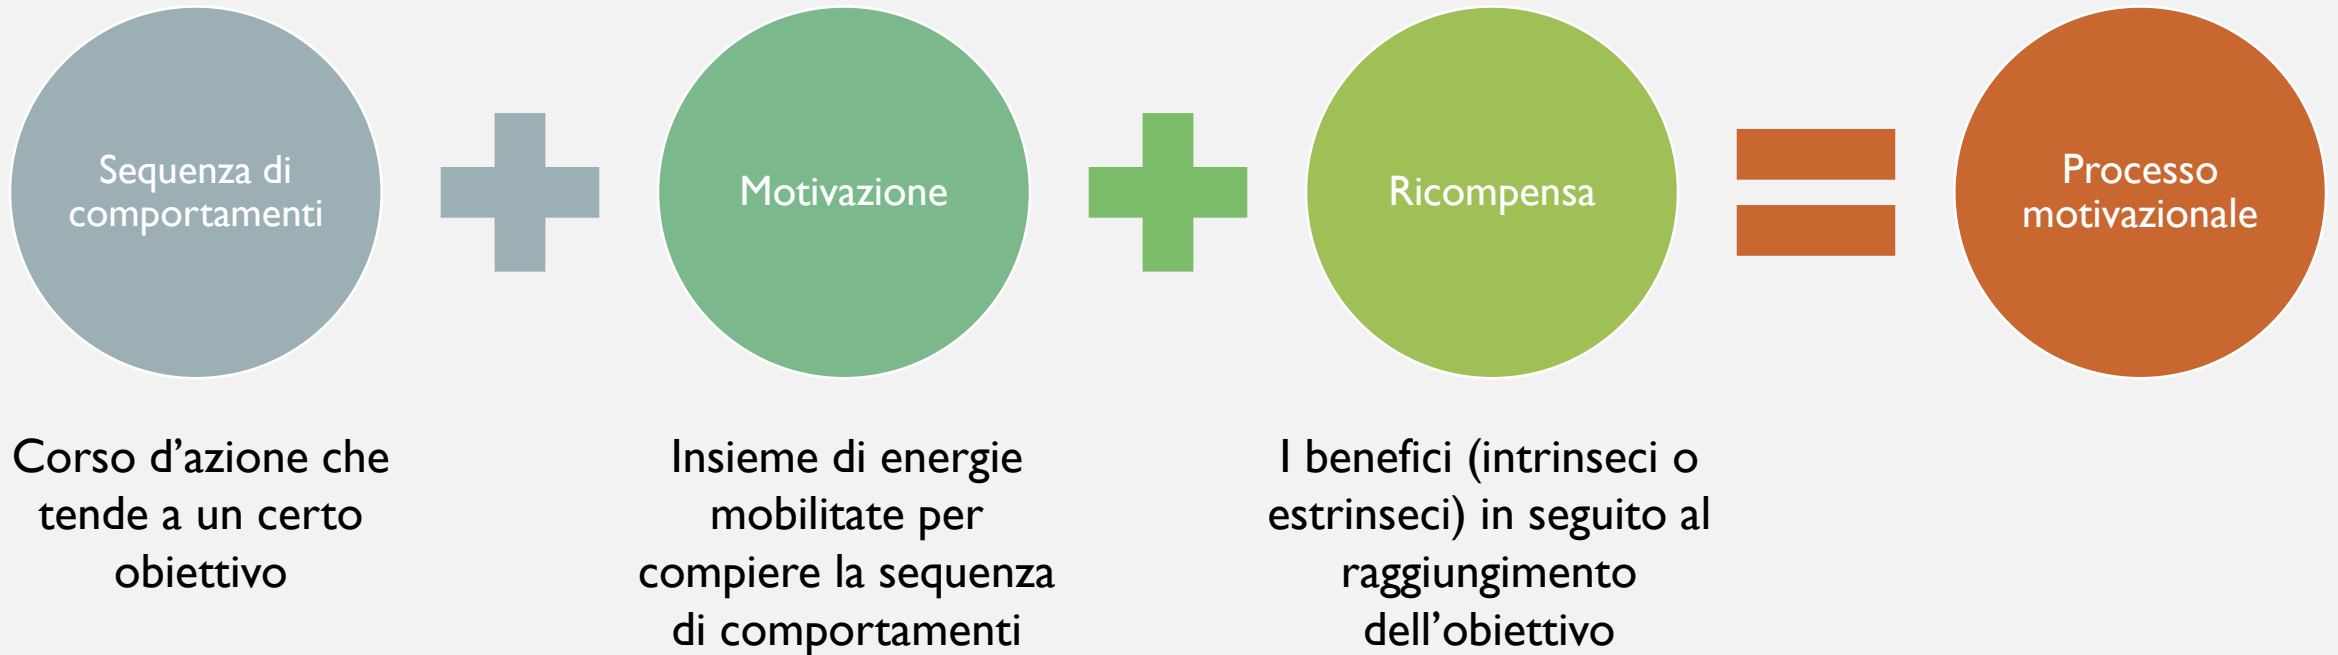 Sequenza di
comportamenti
Motivazione
Ricompensa
Processo
motivazionale
Corso d’azione che
tende a un certo
obiettivo
Insieme di energie
mobilitate per
compiere la sequenza
di comportamenti
I benefici (intrinseci o
estrinseci) in seguito al
raggiungimento
dell’obiettivo